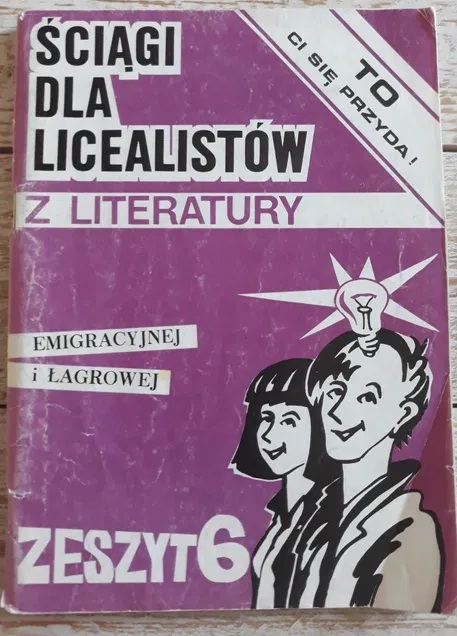 ŚCIĄGI
DLA
LICEALISTÓW
TO
CI SIĘ PRZYDA!
Z LITERATURY
EMIGRACYJNEJ
i ŁAGROWEJ
ZESZYT 6